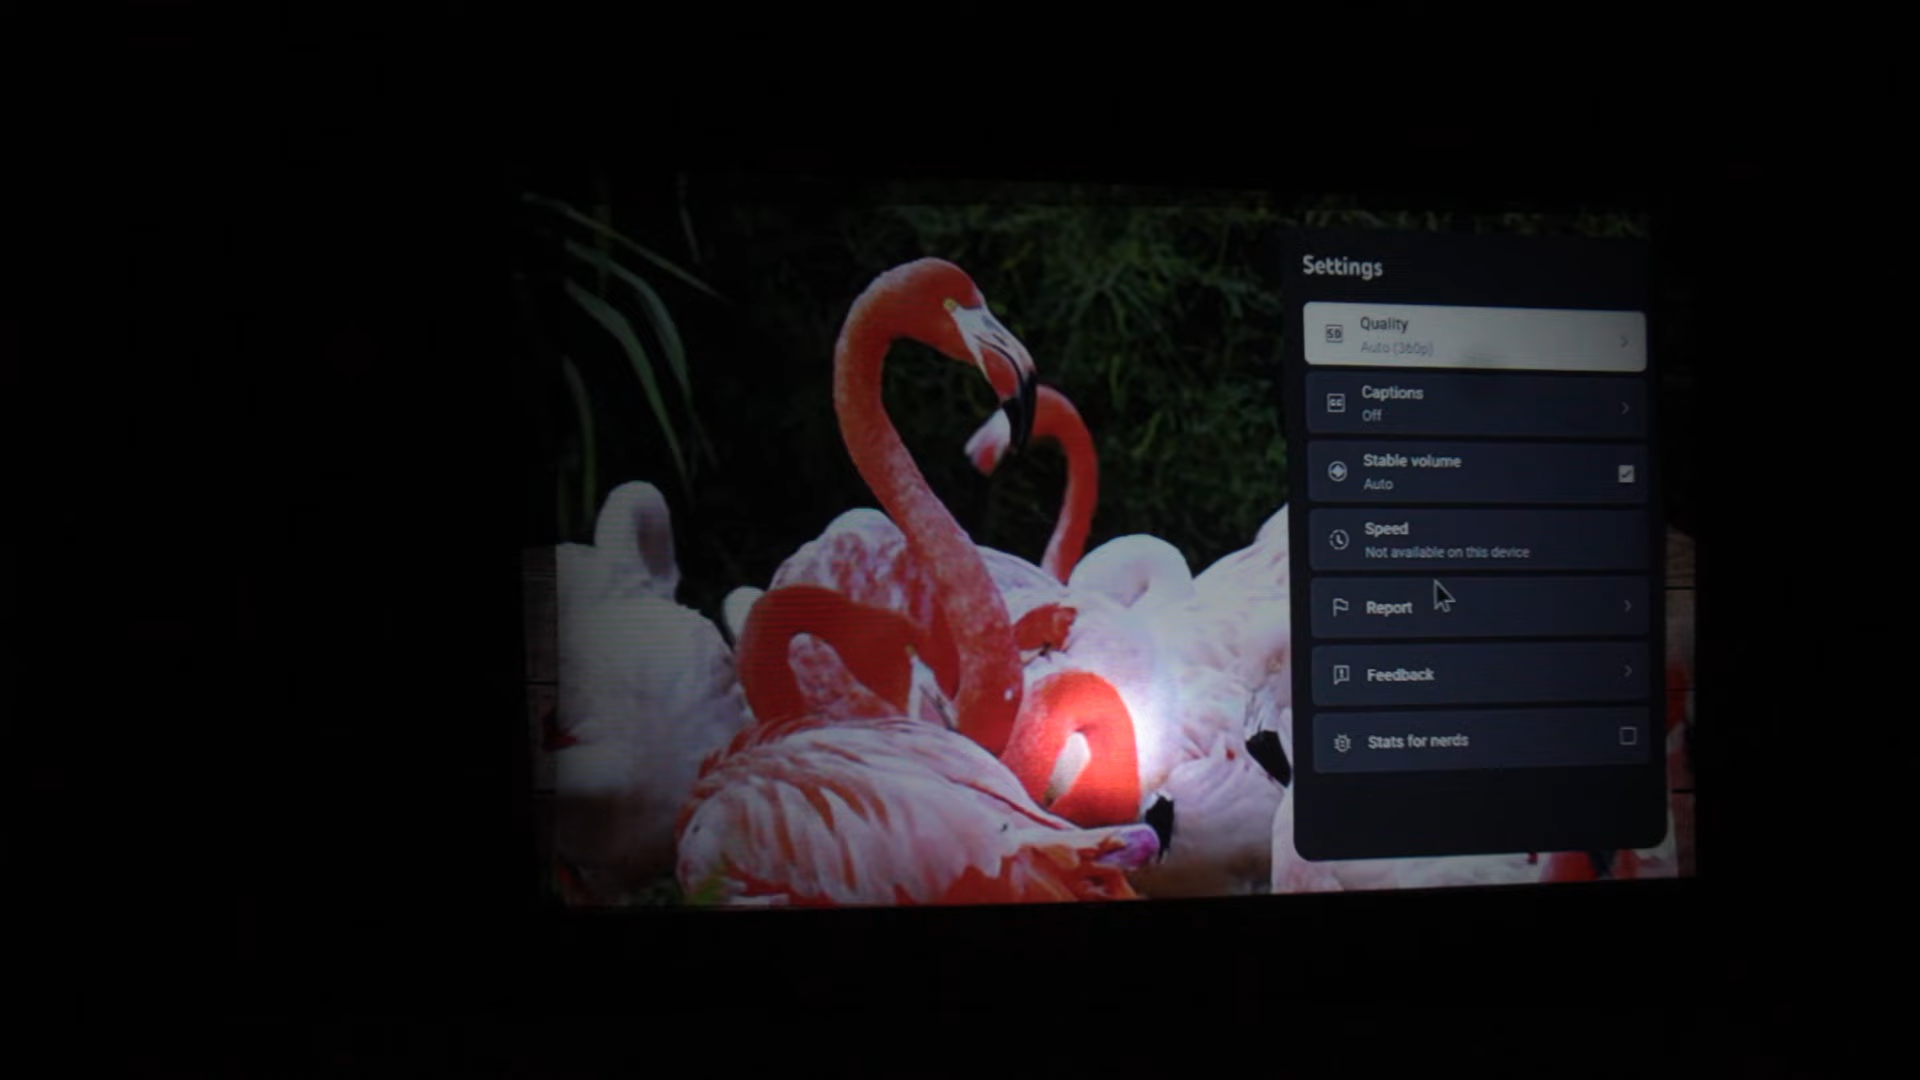 Settings
SD
Quality
Auto (360p)
CC
Captions
Off
Stable volume
Auto
Speed
Not available on this device
Report
Feedback
Stats for nerds